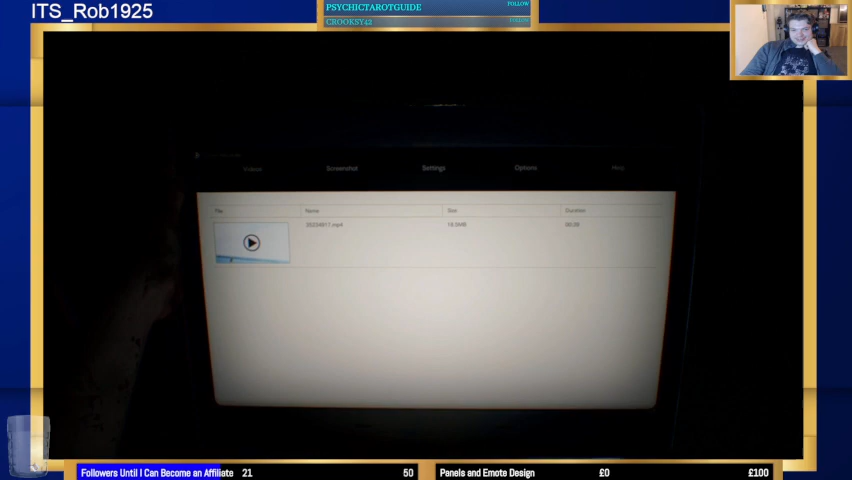 ITS_Rob1925
PSYCHICTAROTGUIDE FOLLOW
CROOKSY42 FOLLOW
Videos Screenshot Settings Options
File Name Size Duration
Followers Until I Can Become an Affiliate 21 50
Panels and Emote Design £0 £100